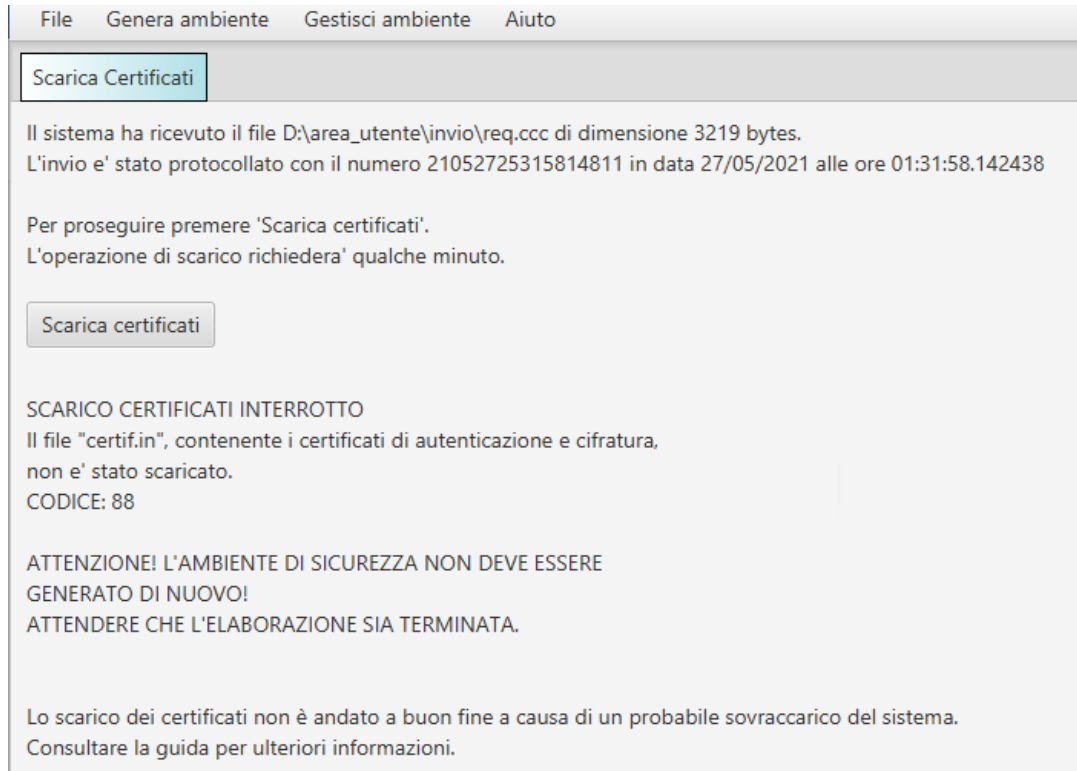 File Genera ambiente Gestisci ambiente Aiuto
Scarica Certificati
Il sistema ha ricevuto il file D:\area_utente\invio\req.ccc di dimensione 3219 bytes.
L'invio e' stato protocollato con il numero 21052725315814811 in data 27/05/2021 alle ore 01:31:58.142438
Per proseguire premere 'Scarica certificati'.
L'operazione di scarico richiedera' qualche minuto.
Scarica certificati
SCARICO CERTIFICATI INTERROTTO
Il file "certif.in", contenente i certificati di autenticazione e cifratura,
non e' stato scaricato.
CODICE: 88
ATTENZIONE! L'AMBIENTE DI SICUREZZA NON DEVE ESSERE
GENERATO DI NUOVO!
ATTENDERE CHE L'ELABORAZIONE SIA TERMINATA.
Lo scarico dei certificati non è andato a buon fine a causa di un probabile sovraccarico del sistema.
Consultare la guida per ulteriori informazioni.